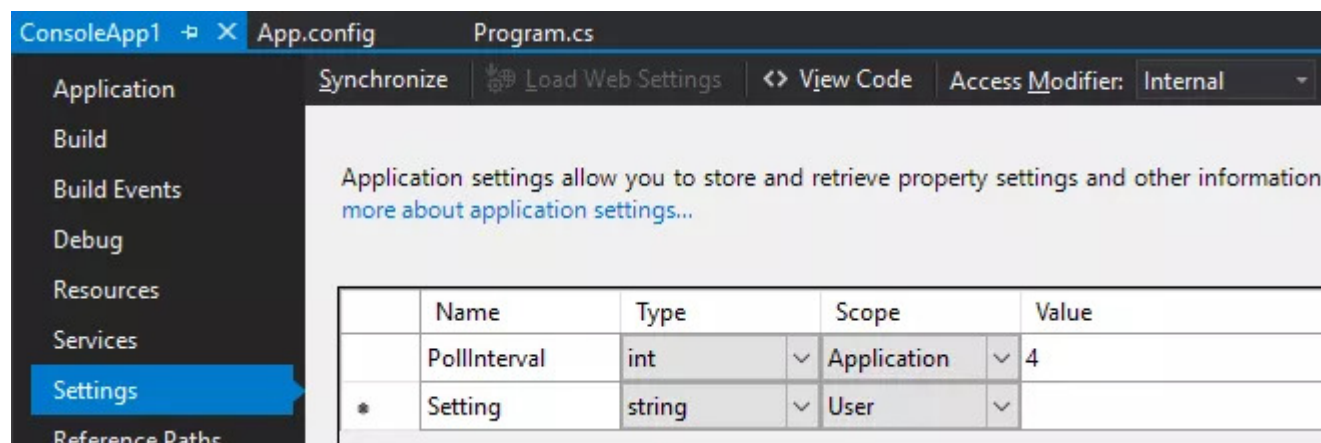 ConsoleApp1 App.config Program.cs
Synchronize Load Web Settings <> View Code Access Modifier: Internal
Application
Build
Build Events
Debug
Resources
Services
Settings
Reference Paths
Application settings allow you to store and retrieve property settings and other information
more about application settings...
Name Type Scope Value
PollInterval int Application 4
* Setting string User